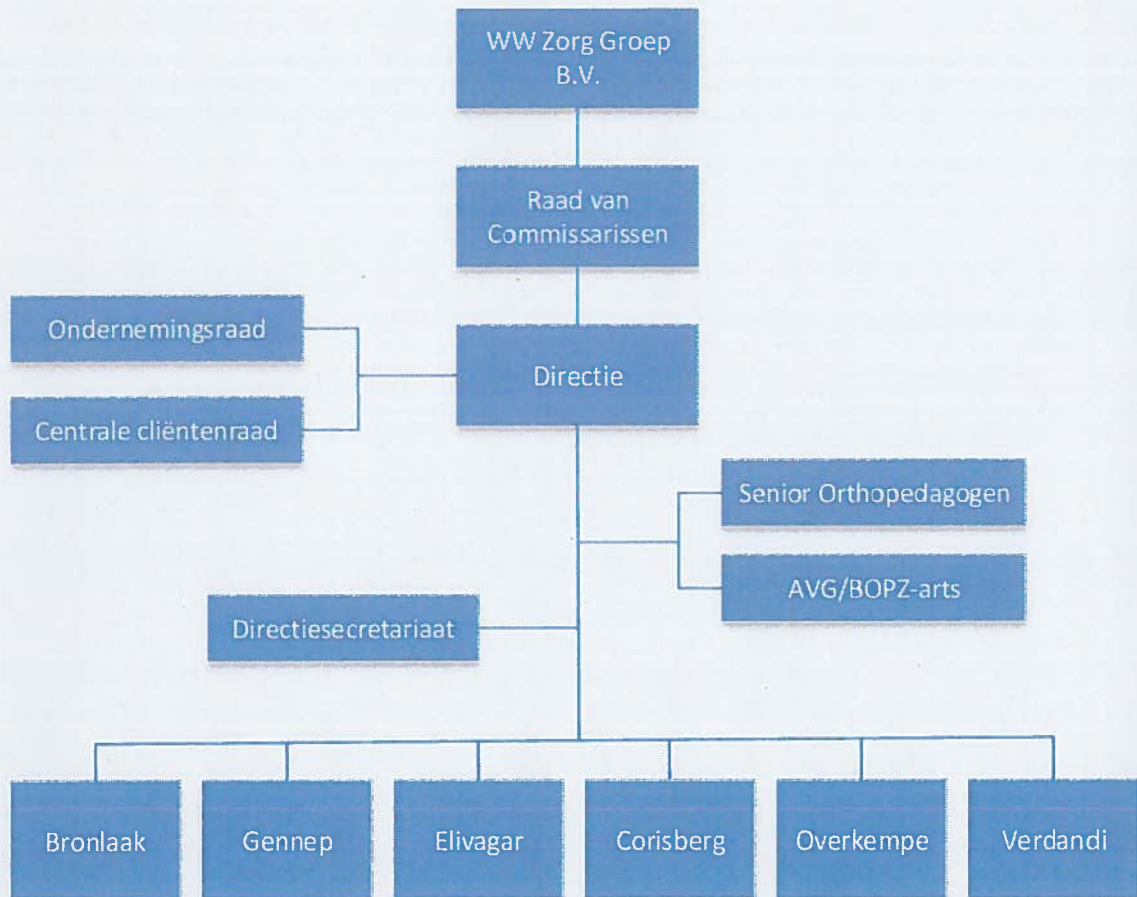 WW Zorg Groep
B.V.
Raad van
Commissarissen
Ondernemingsraad
Directie
Centrale cliëntenraad
Senior Orthopedagogen
AVG/BOPZ-arts
Directiesecretariaat
Bronlaak
Gennep
Elivagar
Corisberg
Overkempe
Verdandi